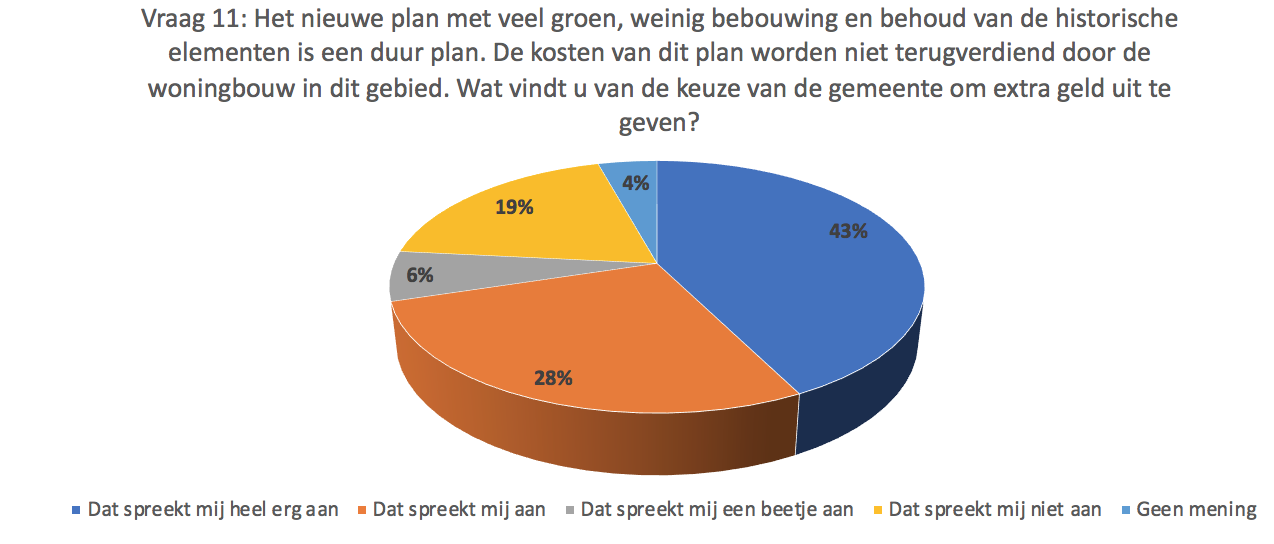 Vraag 11: Het nieuwe plan met veel groen, weinig bebouwing en behoud van de historische
elementen is een duur plan. De kosten van dit plan worden niet terugverdiend door de
woningbouw in dit gebied. Wat vindt u van de keuze van de gemeente om extra geld uit te
geven?
4%
19%
43%
6%
28%
Dat spreekt mij heel erg aan Dat spreekt mij aan Dat spreekt mij een beetje aan Dat spreekt mij niet aan Geen mening